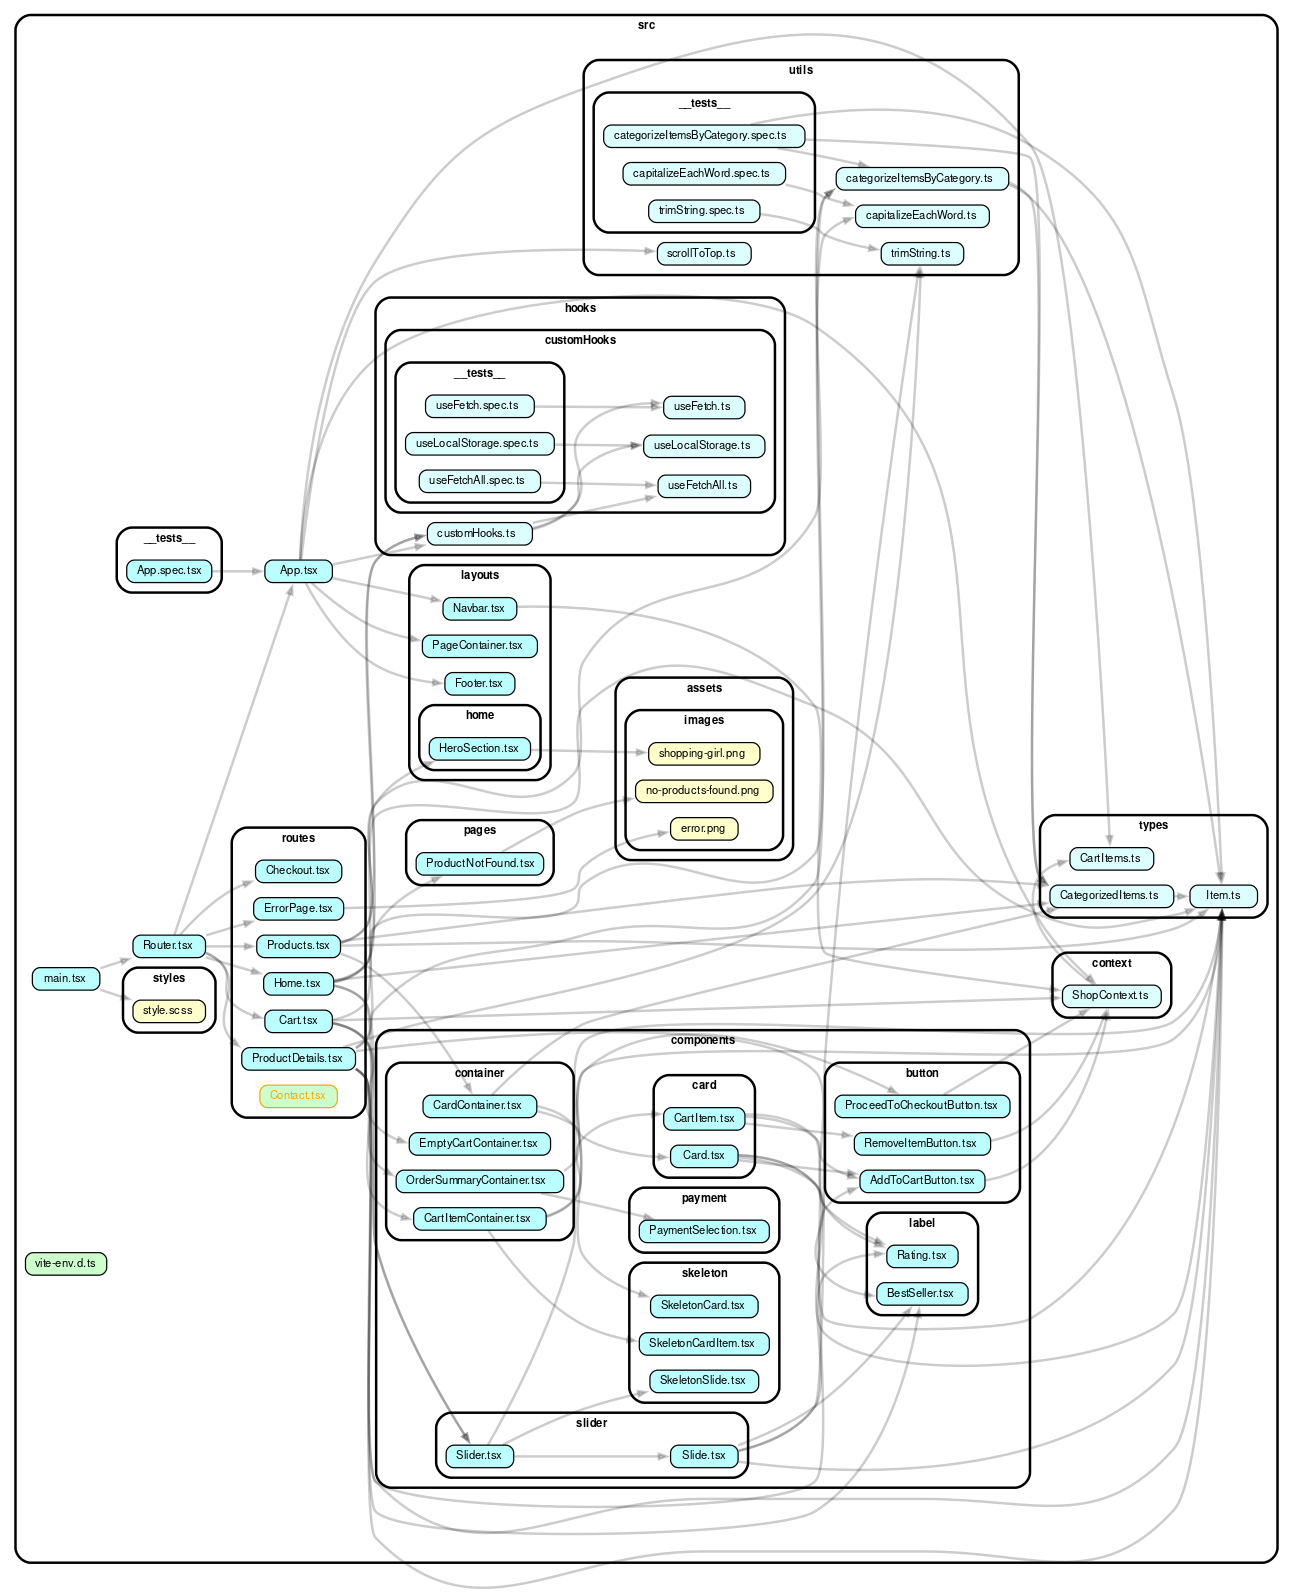 src
utils
__tests__
categorizeItemsByCategory.spec.ts
capitalizeEachWord.spec.ts
trimString.spec.ts
categorizeItemsByCategory.ts
capitalizeEachWord.ts
scrollToTop.ts
trimString.ts
hooks
customHooks
__tests__
useFetch.spec.ts
useFetch.ts
useLocalStorage.spec.ts
useLocalStorage.ts
useFetchAll.spec.ts
useFetchAll.ts
customHooks.ts
__tests__
App.spec.tsx
App.tsx
layouts
Navbar.tsx
PageContainer.tsx
Footer.tsx
home
HeroSection.tsx
assets
images
shopping-girl.png
no-products-found.png
error.png
pages
ProductNotFound.tsx
types
CartItems.ts
CategorizedItems.ts
Item.ts
routes
Checkout.tsx
ErrorPage.tsx
Products.tsx
Home.tsx
Cart.tsx
ProductDetails.tsx
Contact.tsx
Router.tsx
main.tsx
styles
style.scss
context
ShopContext.ts
components
container
CardContainer.tsx
EmptyCartContainer.tsx
OrderSummaryContainer.tsx
CartItemContainer.tsx
card
CartItem.tsx
Card.tsx
button
ProceedToCheckoutButton.tsx
RemoveItemButton.tsx
AddToCartButton.tsx
payment
PaymentSelection.tsx
label
Rating.tsx
BestSeller.tsx
skeleton
SkeletonCard.tsx
SkeletonCardItem.tsx
SkeletonSlide.tsx
slider
Slider.tsx
Slide.tsx
vite-env.d.ts